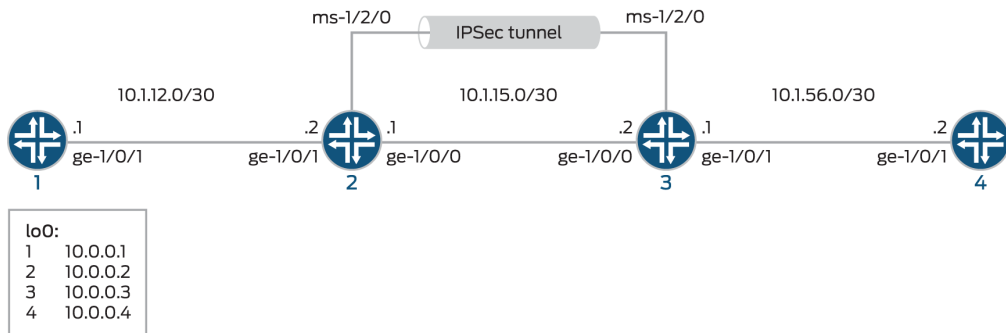 ms-1/2/0 IPSec tunnel ms-1/2/0
10.1.12.0/30 10.1.15.0/30 10.1.56.0/30
.1 .2 .1 .2 .1 .2
ge-1/0/1 ge-1/0/1 ge-1/0/0 ge-1/0/0 ge-1/0/1 ge-1/0/1
1 2 3 4
lo0:
1 10.0.0.1
2 10.0.0.2
3 10.0.0.3
4 10.0.0.4